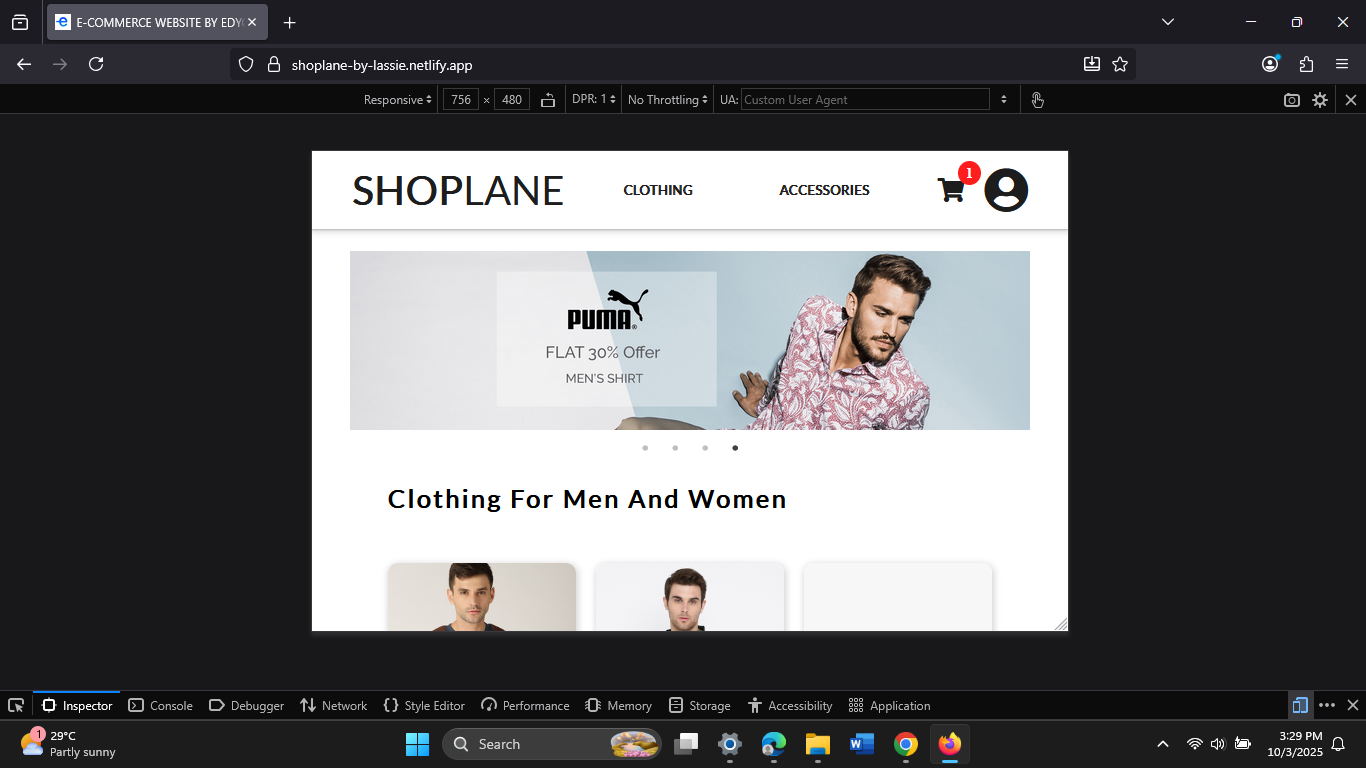 E-COMMERCE WEBSITE BY EDY
shoplane-by-lassie.netlify.app
Responsive 756 × 480 DPR: 1 No Throttling UA: Custom User Agent
SHOPLANE CLOTHING ACCESSORIES 1
PUMA
FLAT 30% Offer
MEN'S SHIRT
Clothing For Men And Women
Inspector Console Debugger Network Style Editor Performance Memory Storage Accessibility Application
1 29°C
Partly sunny
Search
3:29 PM
10/3/2025